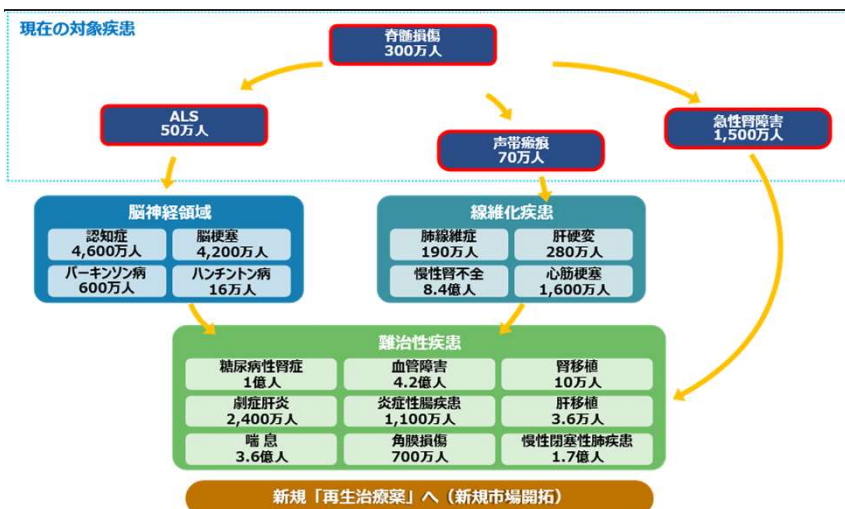 現在の対象疾患
脊髄損傷
300万人
ALS
50万人
声帯瘢痕
70万人
急性腎障害
1,500万人
脳神経領域
認知症
4,600万人
脳梗塞
4,200万人
パーキンソン病
600万人
ハンチントン病
16万人
線維化疾患
肺線維症
190万人
肝硬変
280万人
慢性腎不全
8.4億人
心筋梗塞
1,600万人
難治性疾患
糖尿病性腎症
1億人
血管障害
4.2億人
腎移植
10万人
劇症肝炎
2,400万人
炎症性腸疾患
1,100万人
肝移植
3.6万人
喘 息
3.6億人
角膜損傷
700万人
慢性閉塞性肺疾患
1.7億人
新規「再生治療薬」へ（新規市場開拓）